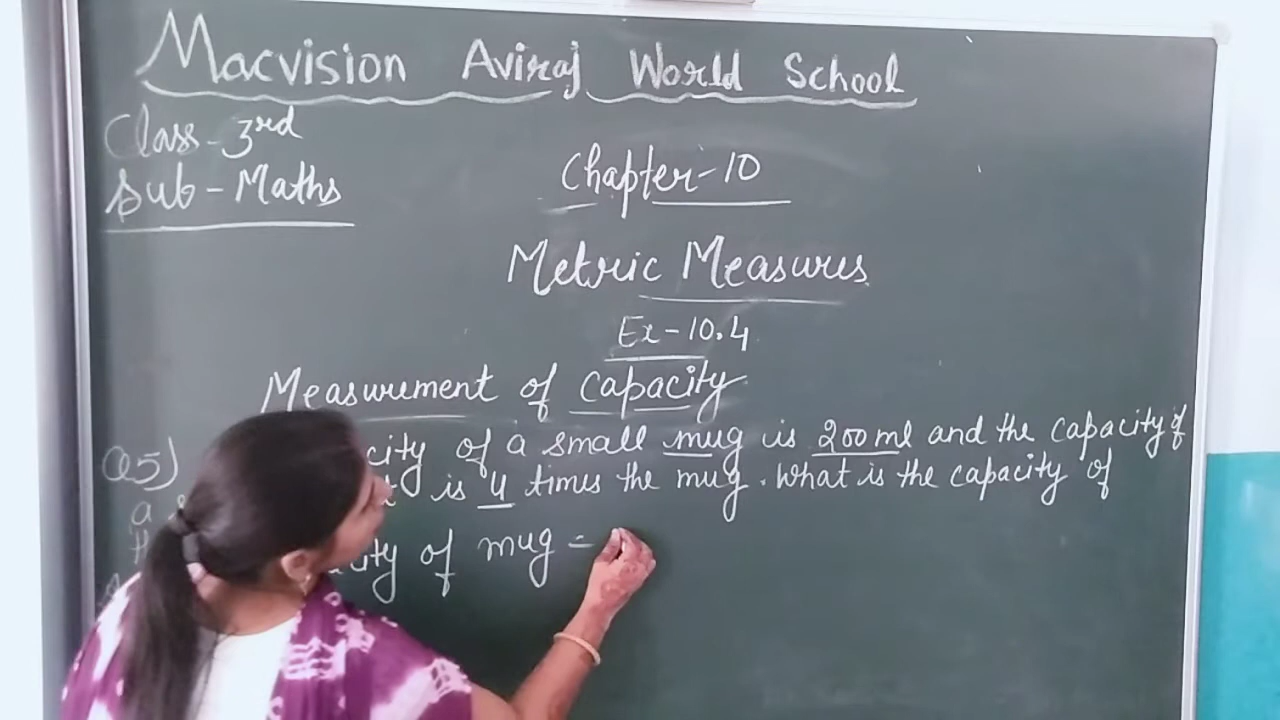 Macvision Aviraj World School
Class-3rd
Sub-Maths
Chapter-10
Metric Measures
Ex-10.4
Measurement of Capacity
Q5) city of a small mug is 200 ml and the capacity of
a is 4 times the mug. What is the capacity of
city of mug =